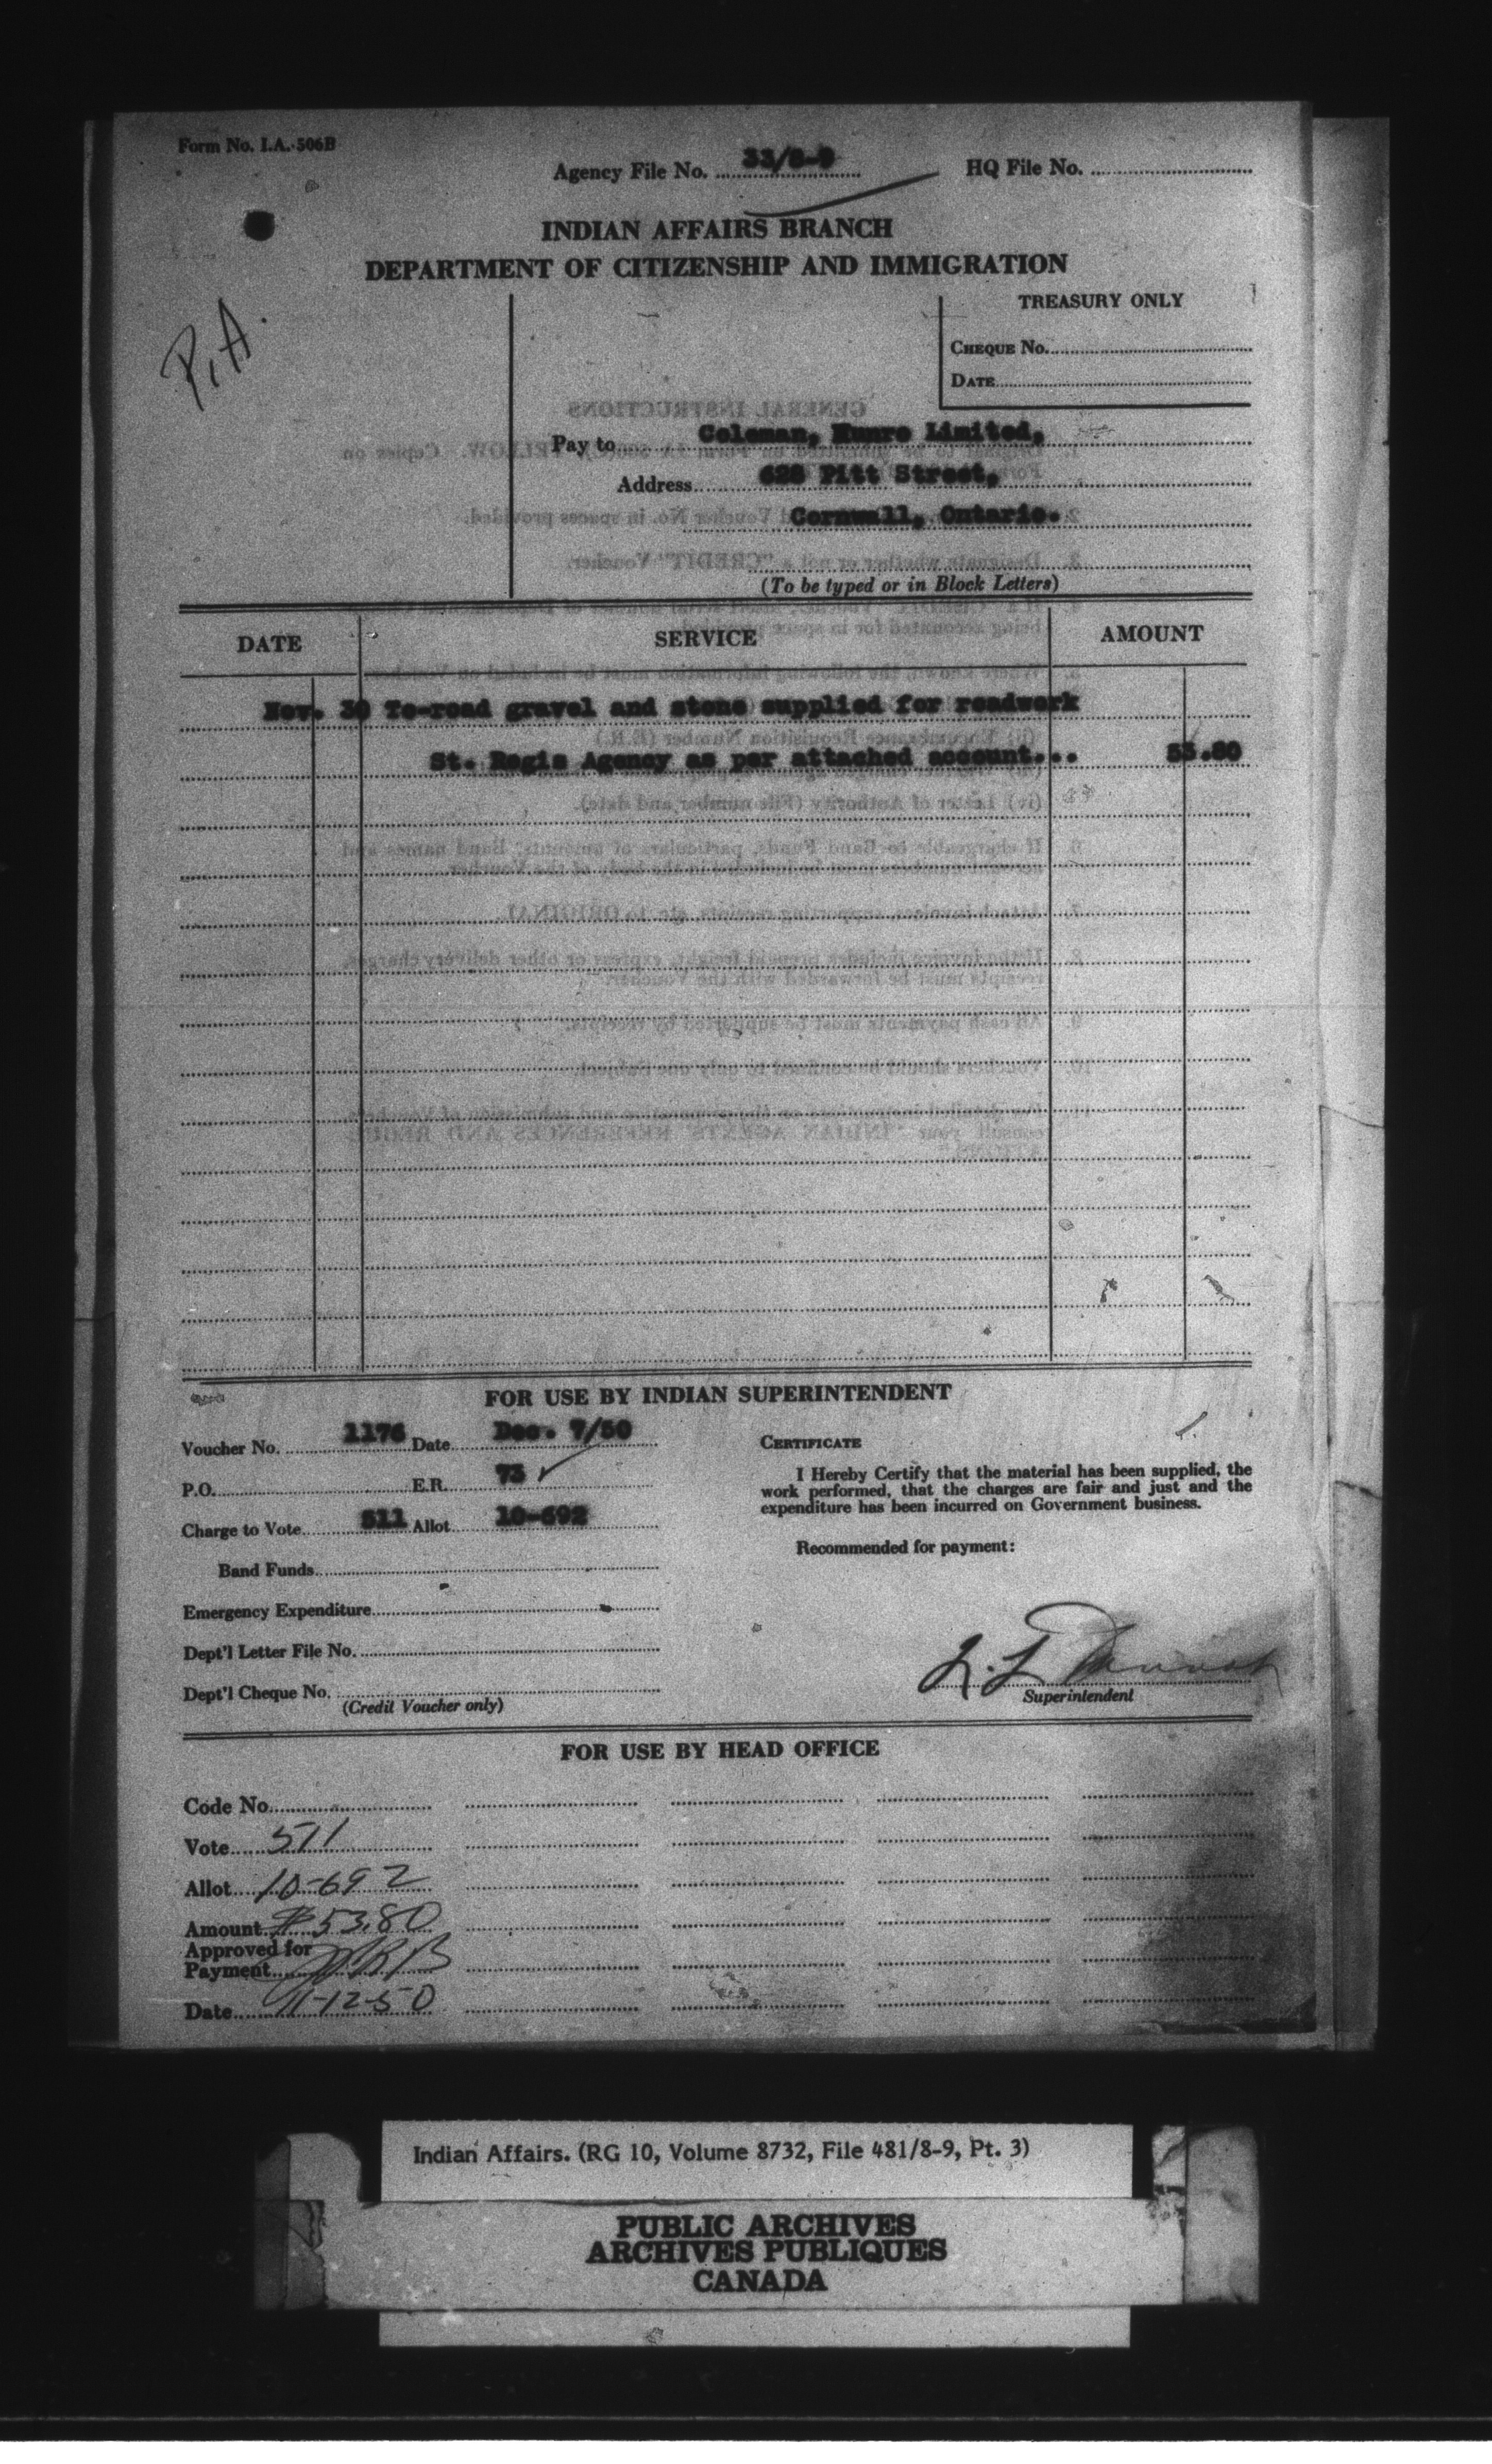 Form No. I.A. 506B
Agency File No. 33/8-9 HQ File No.
INDIAN AFFAIRS BRANCH
DEPARTMENT OF CITIZENSHIP AND IMMIGRATION
P.A.
TREASURY ONLY
CHEQUE No.
DATE
Pay to Coleman, Munro Limited,
Address 628 Pitt Street,
Cornwall, Ontario.
(To be typed or in Block Letters)
DATE SERVICE AMOUNT
Nov. 30 To-road gravel and stone supplied for roadwork
St. Regis Agency as per attached account... 53.80
FOR USE BY INDIAN SUPERINTENDENT
Voucher No. 1176 Date Dec. 7/50
P.O. E.R. 73 ✓
Charge to Vote 511 Allot 10-692
Band Funds
Emergency Expenditure
Dept'l Letter File No.
Dept'l Cheque No.
(Credit Voucher only)
CERTIFICATE
I Hereby Certify that the material has been supplied, the
work performed, that the charges are fair and just and the
expenditure has been incurred on Government business.
Recommended for payment:
Superintendent
FOR USE BY HEAD OFFICE
Code No.
Vote 511
Allot 10-692
Amount $53.80
Approved for
Payment
Date 11-12-50
Indian Affairs. (RG 10, Volume 8732, File 481/8-9, Pt. 3)
PUBLIC ARCHIVES
ARCHIVES PUBLIQUES
CANADA